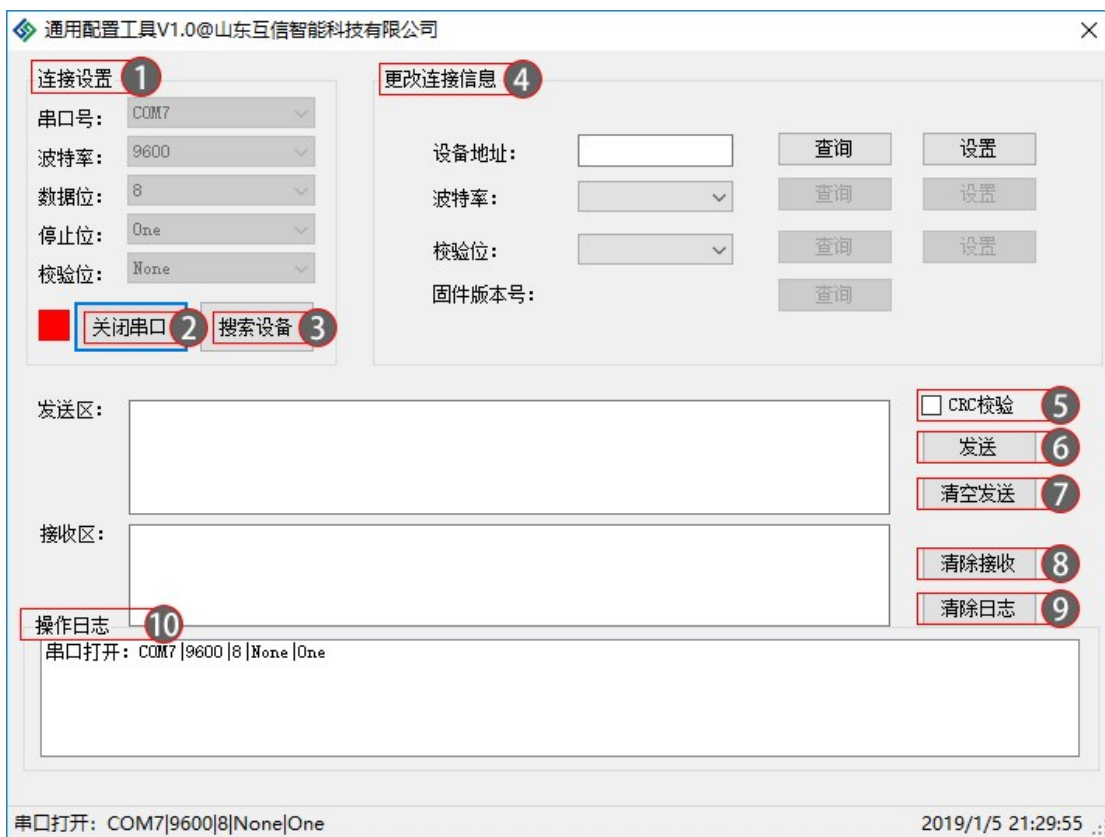 通用配置工具V1.0@山东互信智能科技有限公司
连接设置 1
串口号: COM7
波特率: 9600
数据位: 8
停止位: One
校验位: None
关闭串口 2 搜索设备 3
更改连接信息 4
设备地址: 查询 设置
波特率: 查询 设置
校验位: 查询 设置
固件版本号: 查询
发送区:
CRC校验 5
发送 6
清空发送 7
接收区:
清除接收 8
清除日志 9
操作日志 10
串口打开: COM7|9600|8|None|One
串口打开: COM7|9600|8|None|One 2019/1/5 21:29:55